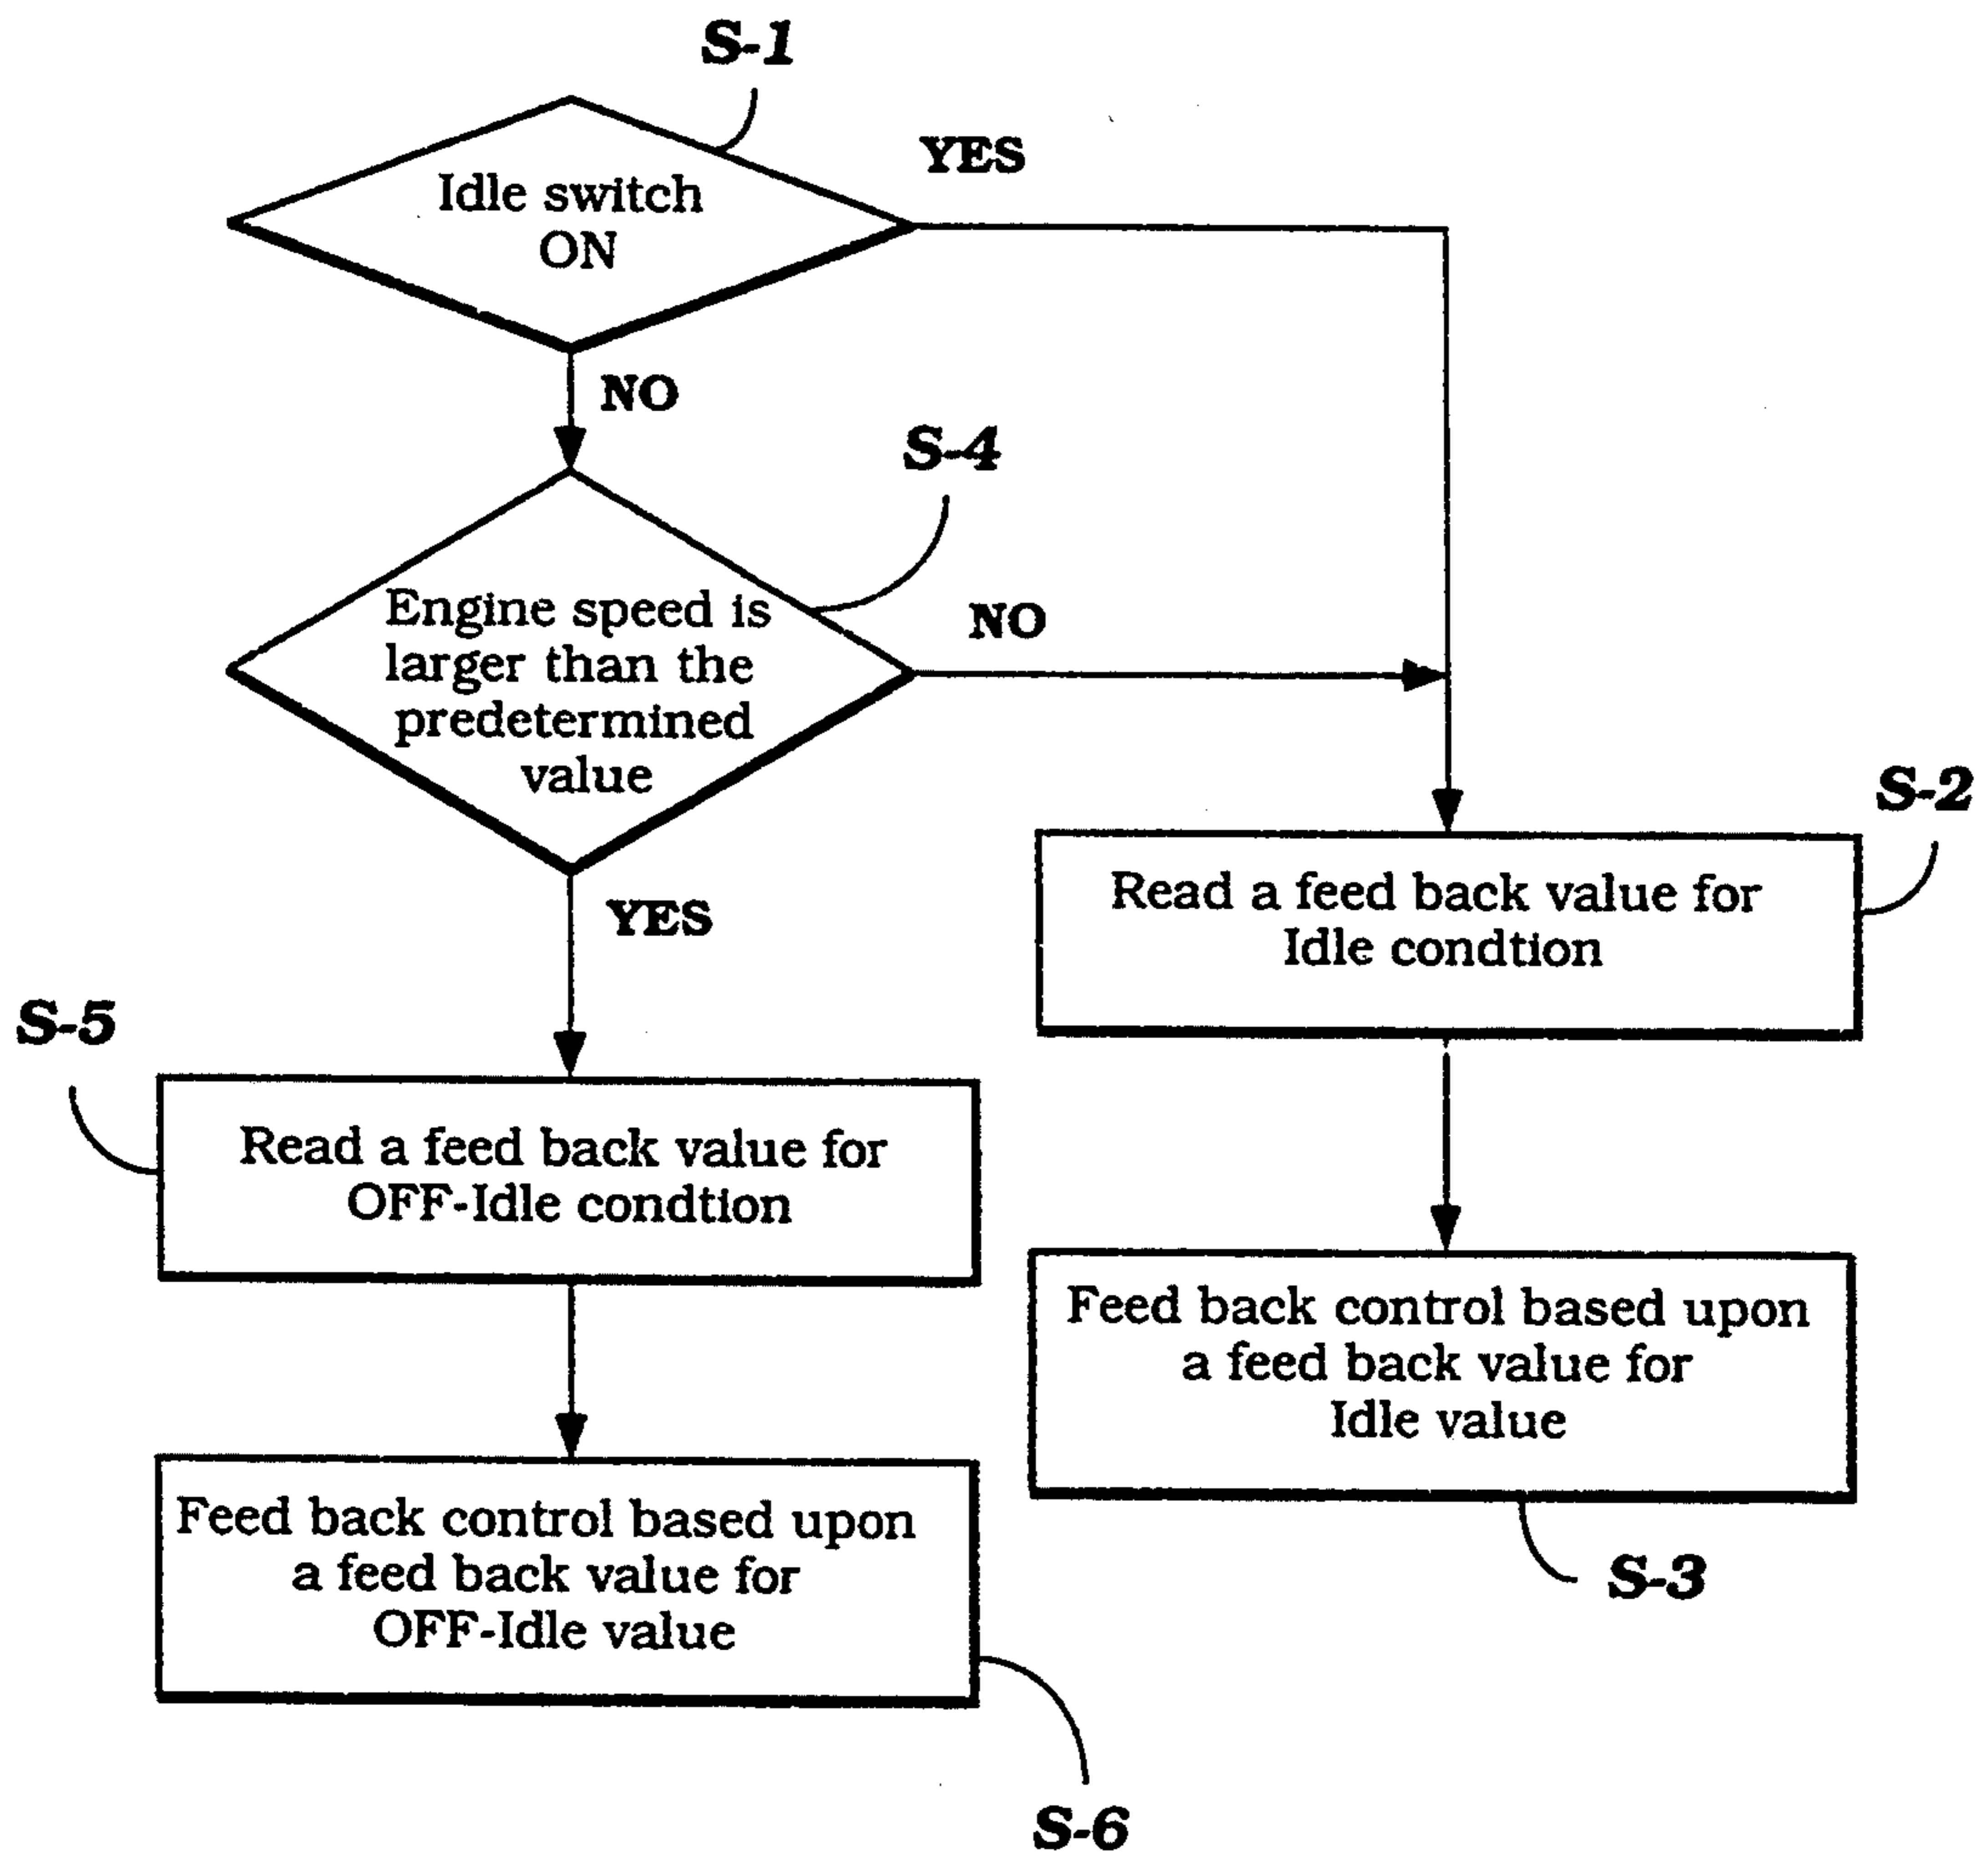 S-1
YES
Idle switch
ON
NO
S-4
Engine speed is
larger than the
predetermined
value
NO
S-2
Read a feed back value for
Idle condtion
YES
S-5
Read a feed back value for
OFF-Idle condtion
Feed back control based upon
a feed back value for
Idle value
S-3
Feed back control based upon
a feed back value for
OFF-Idle value
S-6